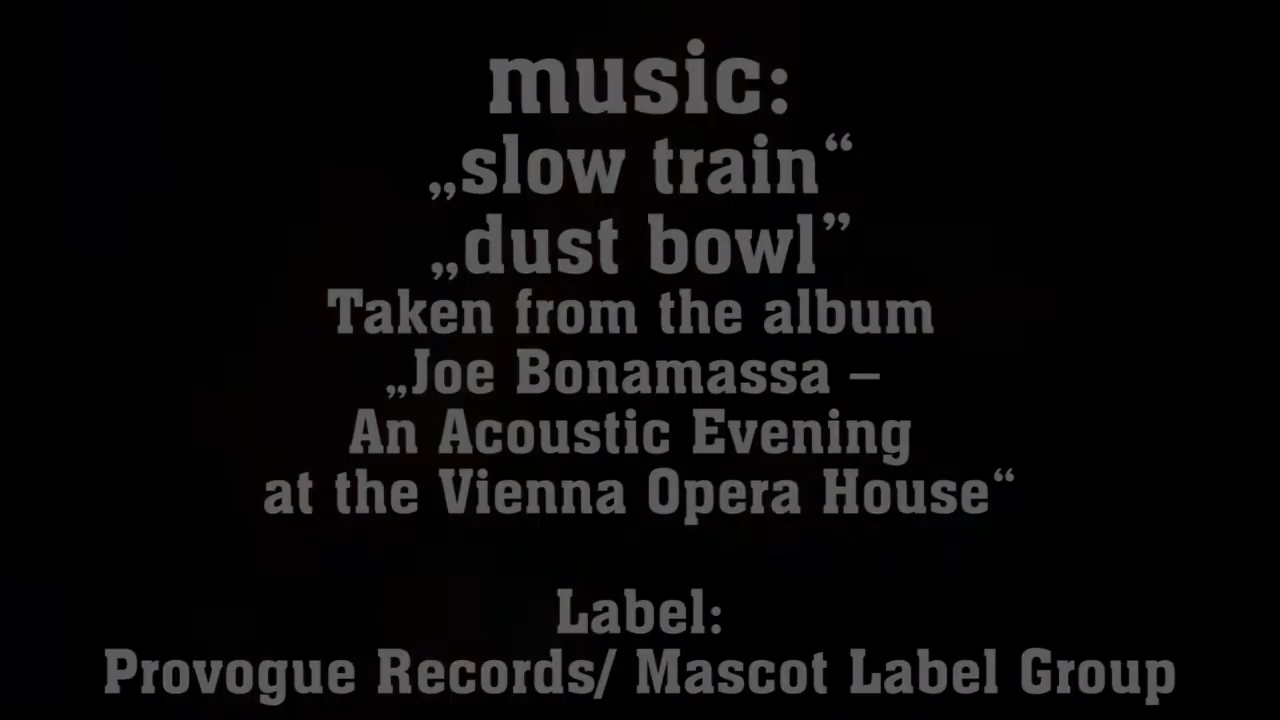 music:
„slow train“
„dust bowl”
Taken from the album
„Joe Bonamassa –
An Acoustic Evening
at the Vienna Opera House“
Label:
Provogue Records/ Mascot Label Group